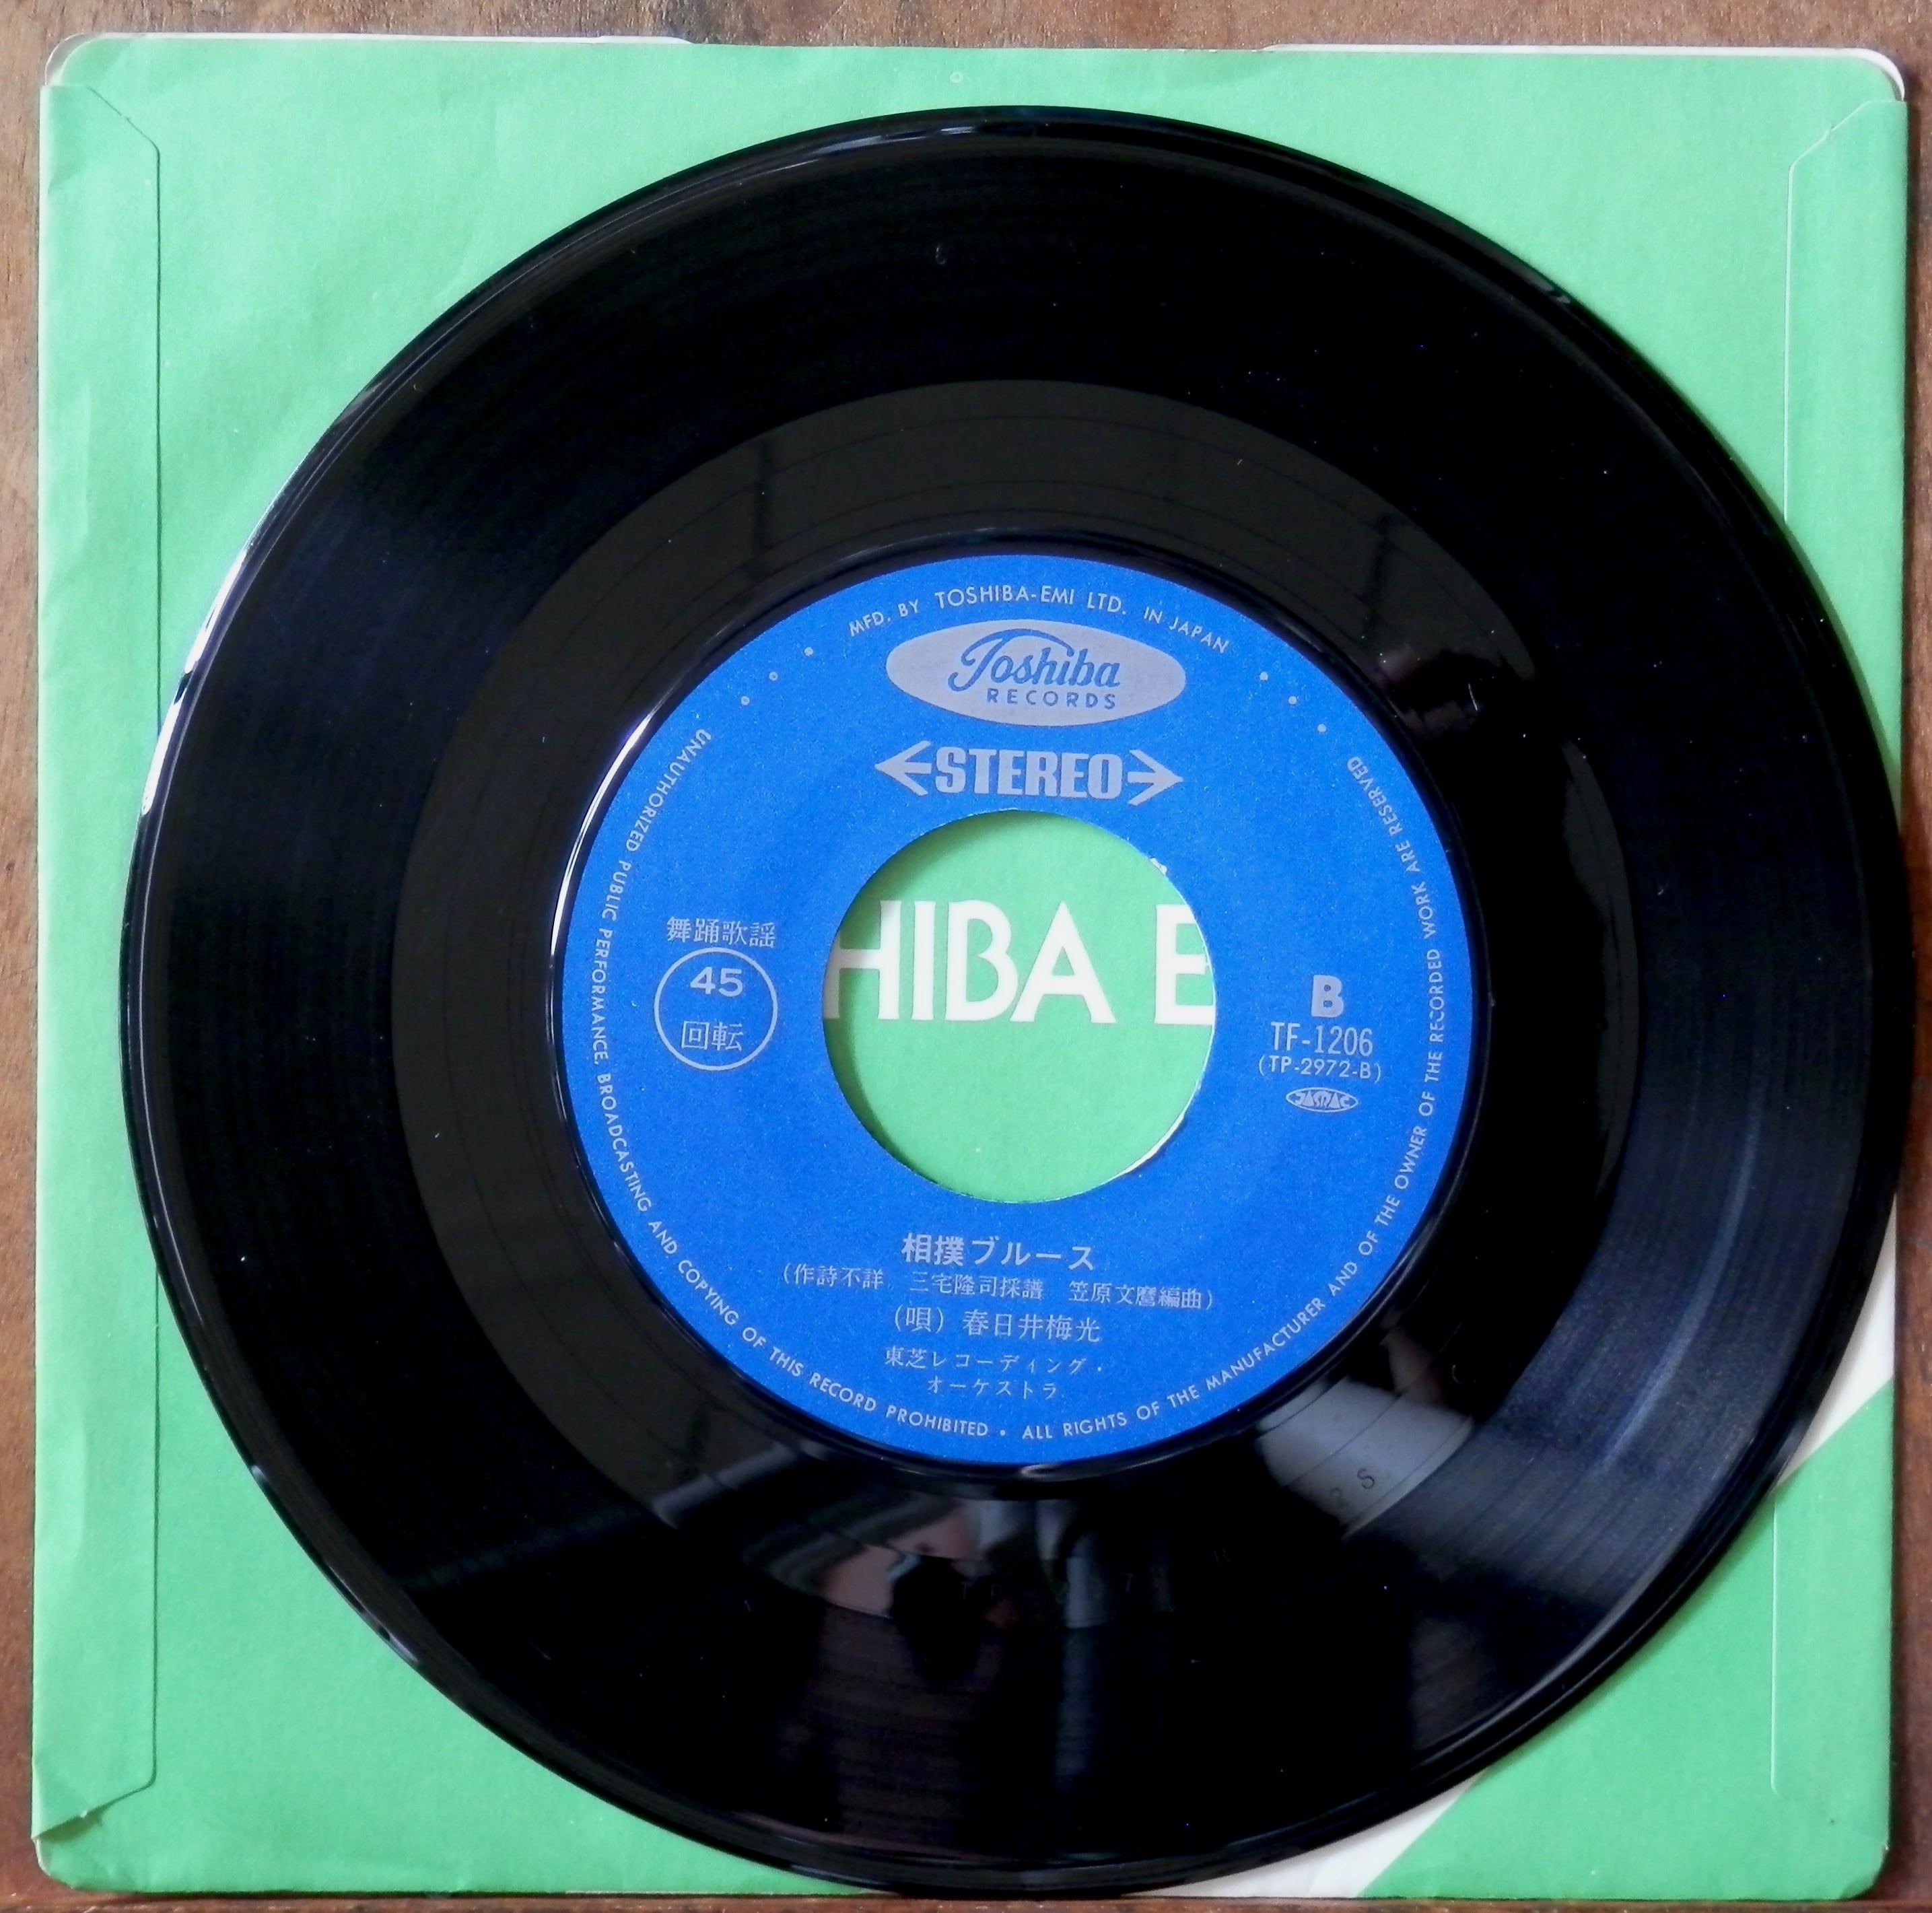 MFD. BY TOSHIBA-EMI LTD. IN JAPAN
Toshiba
RECORDS
STEREO
HIBA E
舞踊歌謡
45
回転
B
TF-1206
(TP-2972-B)
JASRAC
相撲ブルース
(作詩不詳 三宅隆司採譜 笠原文麿編曲)
(唄) 春日井梅光
東芝レコーディング・
オーケストラ
UNAUTHORIZED PUBLIC PERFORMANCE, BROADCASTING AND COPYING OF THIS RECORD PROHIBITED • ALL RIGHTS OF THE MANUFACTURER AND OF THE OWNER OF THE RECORDED WORK ARE RESERVED